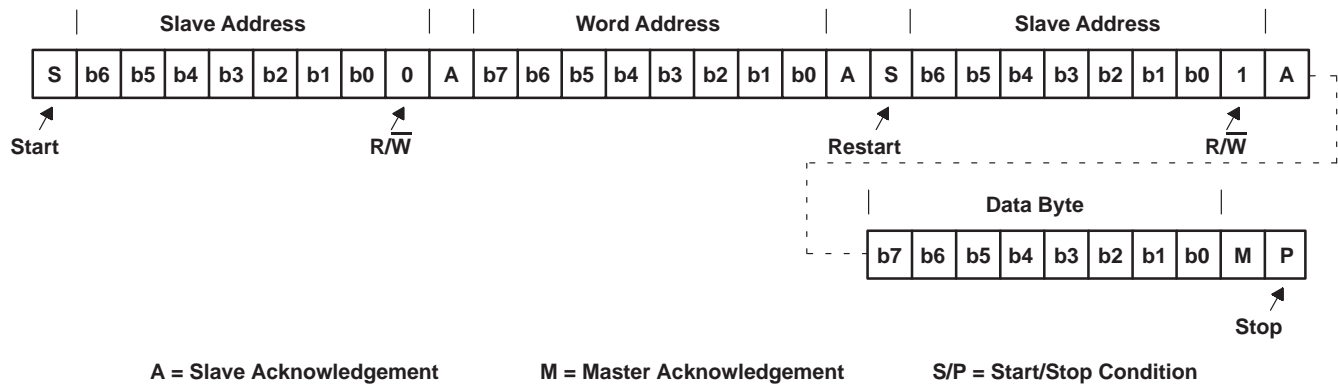 Slave Address Word Address Slave Address
S b6 b5 b4 b3 b2 b1 b0 0 A b7 b6 b5 b4 b3 b2 b1 b0 A S b6 b5 b4 b3 b2 b1 b0 1 A
Start R/W̅ Restart R/W̅
Data Byte
b7 b6 b5 b4 b3 b2 b1 b0 M P
Stop
A = Slave Acknowledgement M = Master Acknowledgement S/P = Start/Stop Condition